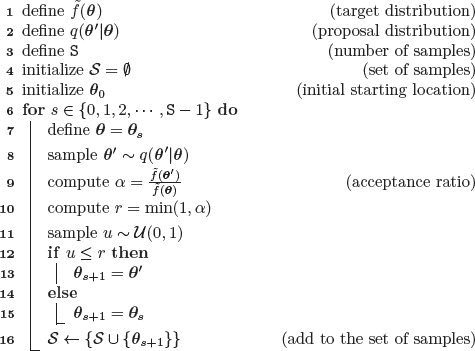 1 define f̃(θ) (target distribution)
2 define q(θ′|θ) (proposal distribution)
3 define S (number of samples)
4 initialize 𝒮 = ∅ (set of samples)
5 initialize θ₀ (initial starting location)
6 for s ∈ {0, 1, 2, ⋯ , S − 1} do
7 define θ = θₛ
8 sample θ′ ∼ q(θ′|θ)
9 compute α = f̃(θ′)/f̃(θ) (acceptance ratio)
10 compute r = min(1, α)
11 sample u ∼ 𝒰(0, 1)
12 if u ≤ r then
13 θₛ₊₁ = θ′
14 else
15 θₛ₊₁ = θₛ
16 𝒮 ← {𝒮 ∪ {θₛ₊₁}} (add to the set of samples)